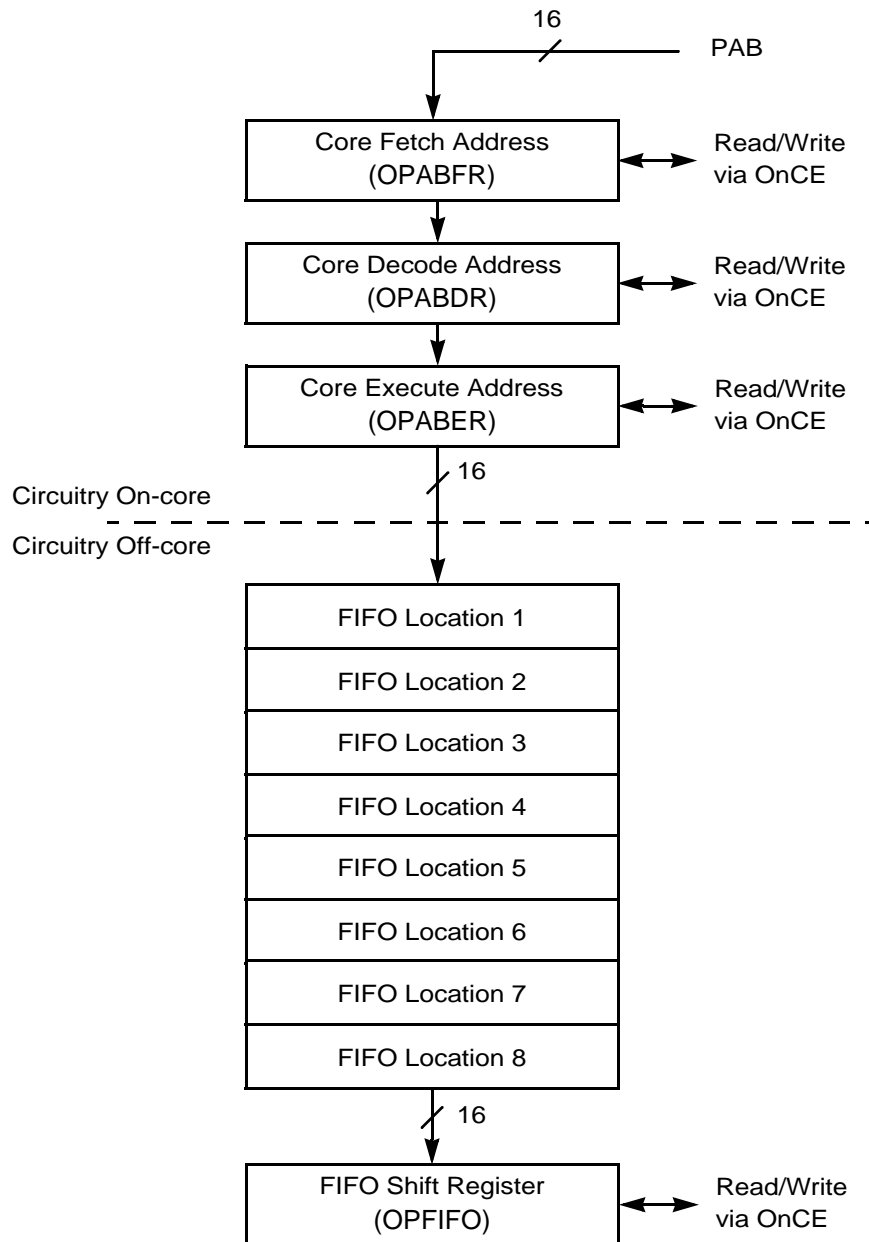 16
PAB
Core Fetch Address
(OPABFR)
Read/Write
via OnCE
Core Decode Address
(OPABDR)
Read/Write
via OnCE
Core Execute Address
(OPABER)
Read/Write
via OnCE
16
Circuitry On-core
Circuitry Off-core
FIFO Location 1
FIFO Location 2
FIFO Location 3
FIFO Location 4
FIFO Location 5
FIFO Location 6
FIFO Location 7
FIFO Location 8
16
FIFO Shift Register
(OPFIFO)
Read/Write
via OnCE